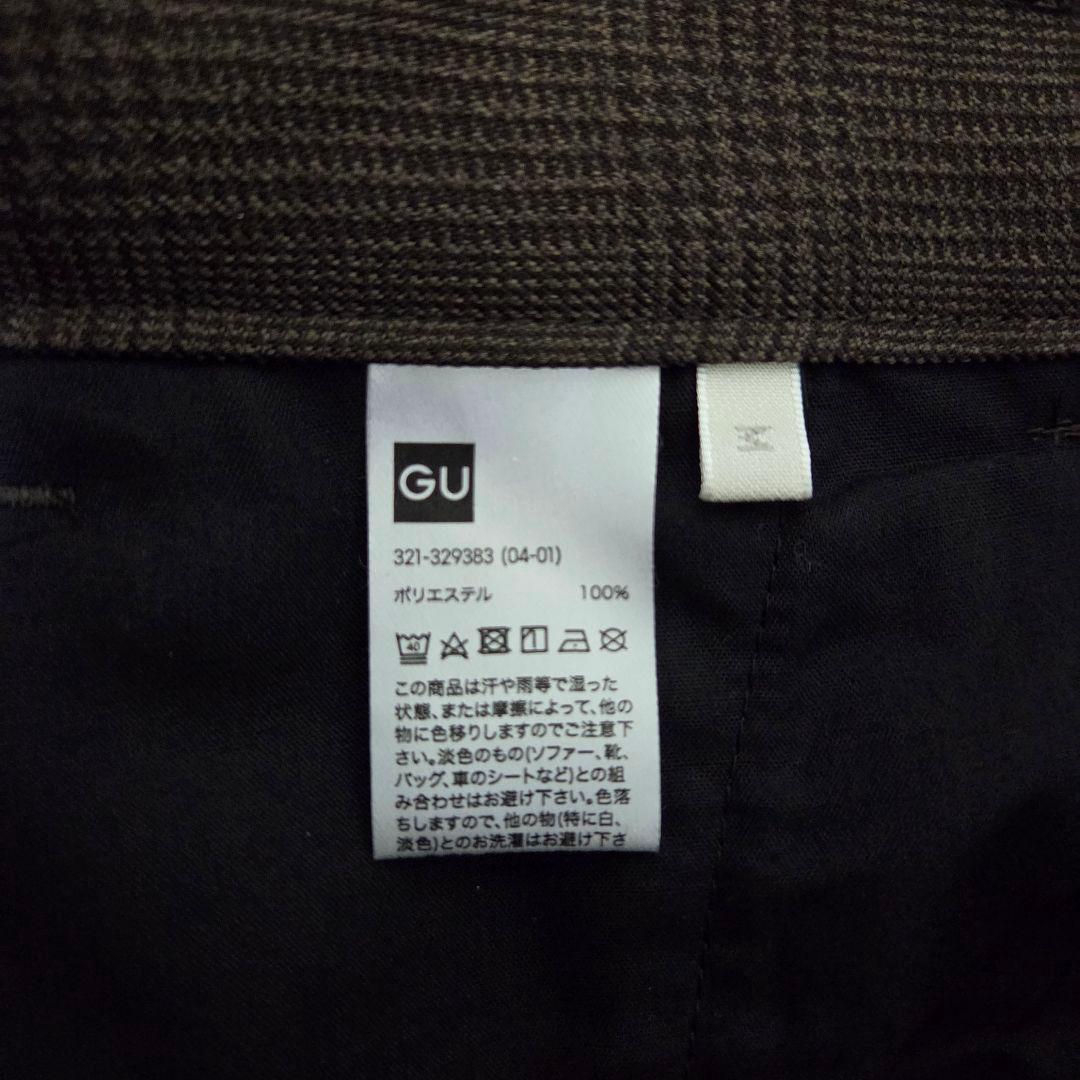 GU
M
321-329383 (04-01)
ポリエステル 100%
40
この商品は汗や雨等で湿った
状態、または摩擦によって、他の
物に色移りしますのでご注意下
さい。淡色のもの(ソファー、靴、
バッグ、車のシートなど)との組
み合わせはお避け下さい。色落
ちしますので、他の物(特に白、
淡色)とのお洗濯はお避け下さ